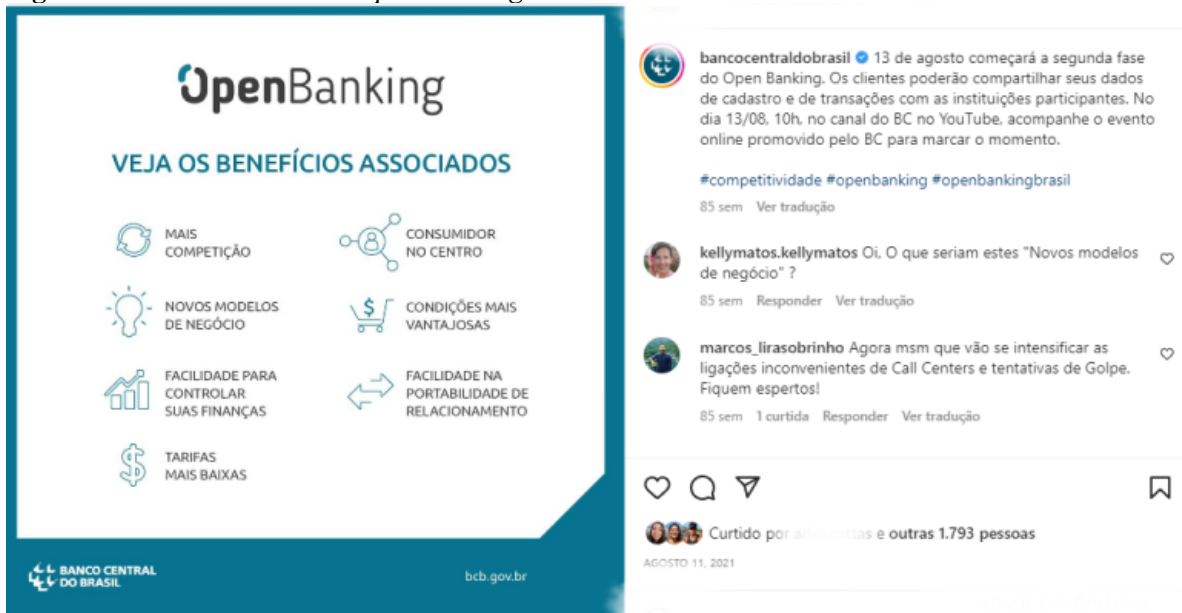 OpenBanking
VEJA OS BENEFÍCIOS ASSOCIADOS
MAIS
COMPETIÇÃO
CONSUMIDOR
NO CENTRO
NOVOS MODELOS
DE NEGÓCIO
CONDIÇÕES MAIS
VANTAJOSAS
FACILIDADE PARA
CONTROLAR
SUAS FINANÇAS
FACILIDADE NA
PORTABILIDADE DE
RELACIONAMENTO
TARIFAS
MAIS BAIXAS
BANCO CENTRAL
DO BRASIL
bcb.gov.br
bancocentraldobrasil 13 de agosto começará a segunda fase
do Open Banking. Os clientes poderão compartilhar seus dados
de cadastro e de transações com as instituições participantes. No
dia 13/08, 10h, no canal do BC no YouTube, acompanhe o evento
online promovido pelo BC para marcar o momento.
#competitividade #openbanking #openbankingbrasil
85 sem Ver tradução
kellymatos.kellymatos Oi, O que seriam estes "Novos modelos
de negócio" ?
85 sem Responder Ver tradução
marcos_lirasobrinho Agora msm que vão se intensificar as
ligações inconvenientes de Call Centers e tentativas de Golpe.
Fiquem espertos!
85 sem 1 curtida Responder Ver tradução
Curtido por e outras 1.793 pessoas
AGOSTO 11, 2021